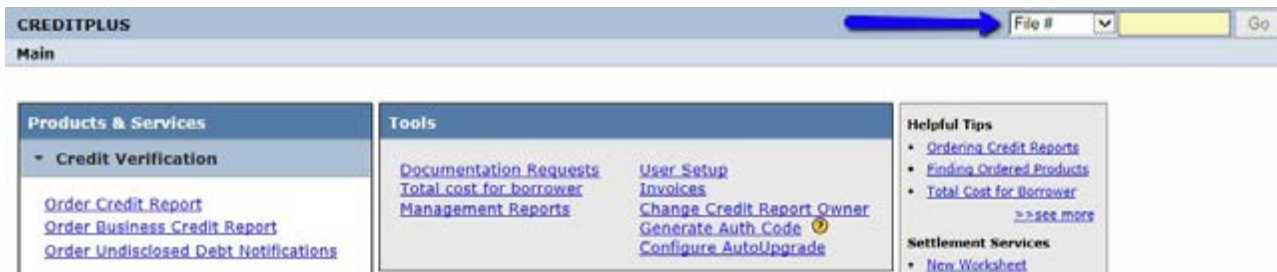 CREDITPLUS
File #
Go
Main
Products & Services
Credit Verification
Order Credit Report
Order Business Credit Report
Order Undisclosed Debt Notifications
Tools
Documentation Requests
Total cost for borrower
Management Reports
User Setup
Invoices
Change Credit Report Owner
Generate Auth Code
Configure AutoUpgrade
Helpful Tips
• Ordering Credit Reports
• Finding Ordered Products
• Total Cost for Borrower
>>see more
Settlement Services
• New Worksheet